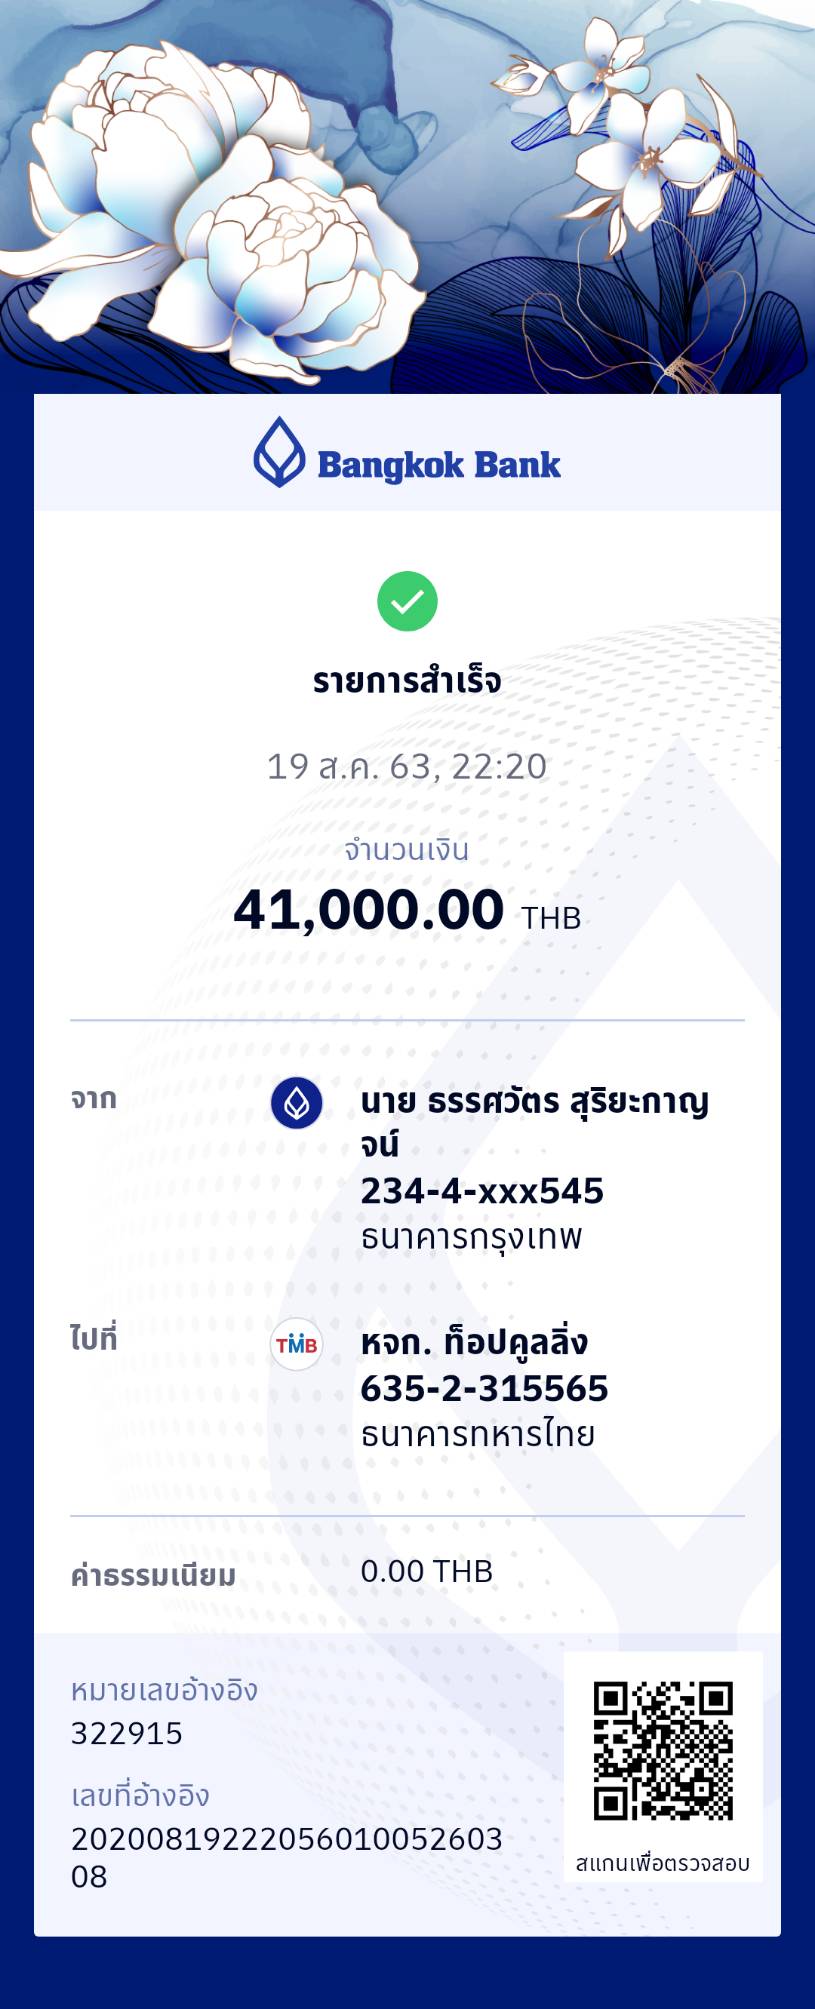 Bangkok Bank
รายการสำเร็จ
19 ส.ค. 63, 22:20
จำนวนเงิน
41,000.00 THB
จาก
นาย ธรรศวัตร สุริยะกาญ
จน์
234-4-xxx545
ธนาคารกรุงเทพ
ไปที่
TMB
หจก. ท็อปคูลลิ่ง
635-2-315565
ธนาคารทหารไทย
ค่าธรรมเนียม
0.00 THB
หมายเลขอ้างอิง
322915
เลขที่อ้างอิง
20200819222056010052603
08
สแกนเพื่อตรวจสอบ